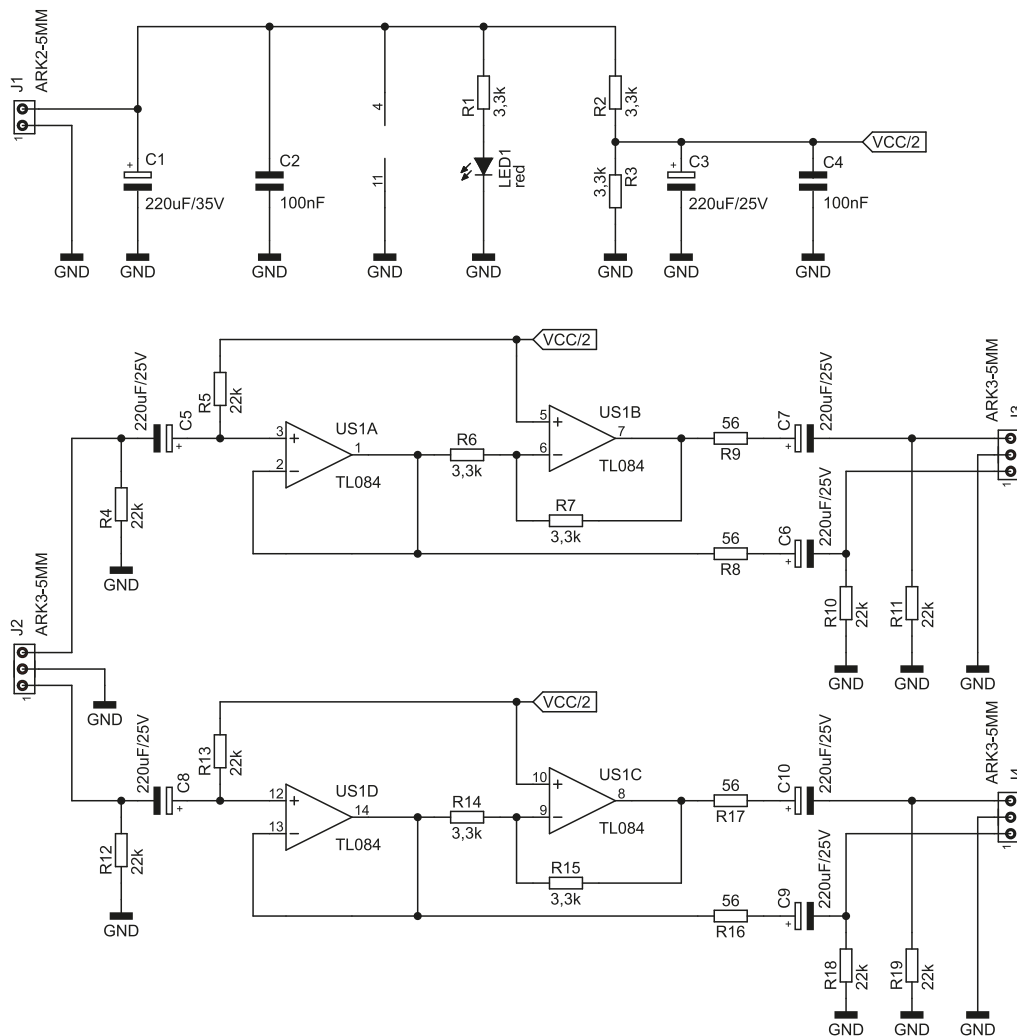 J1
ARK2-5MM
1
C1
+
220uF/35V
C2
100nF
4
11
R1
3,3k
LED1
red
R2
3,3k
R3
3,3k
+
C3
220uF/25V
C4
100nF
VCC/2
GND
GND
GND
GND
GND
GND
GND
GND
VCC/2
220uF/25V
C5
+
R5
22k
R4
22k
GND
3
+
2
−
US1A
1
TL084
R6
3,3k
5
+
6
−
US1B
7
TL084
R7
3,3k
56
R9
C7
+
220uF/25V
56
R8
C6
+
220uF/25V
R10
22k
R11
22k
ARK3-5MM
1
GND
GND
GND
J2
ARK3-5MM
1
GND
VCC/2
220uF/25V
C8
+
R13
22k
R12
22k
GND
12
+
13
−
US1D
14
TL084
R14
3,3k
10
+
9
−
US1C
8
TL084
R15
3,3k
56
R17
C10
+
220uF/25V
56
R16
C9
+
220uF/25V
R18
22k
R19
22k
ARK3-5MM
1
GND
GND
GND